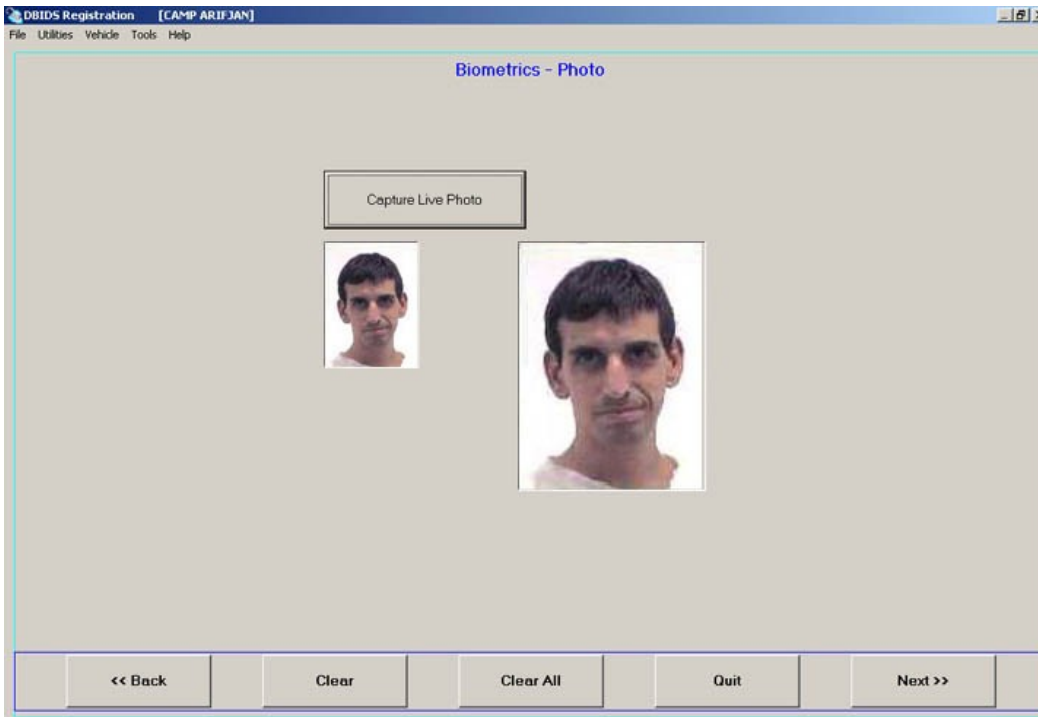 DBIDS Registration [CAMP ARIFJAN]
File Utilities Vehicle Tools Help
Biometrics - Photo
Capture Live Photo
<< Back Clear Clear All Quit Next >>